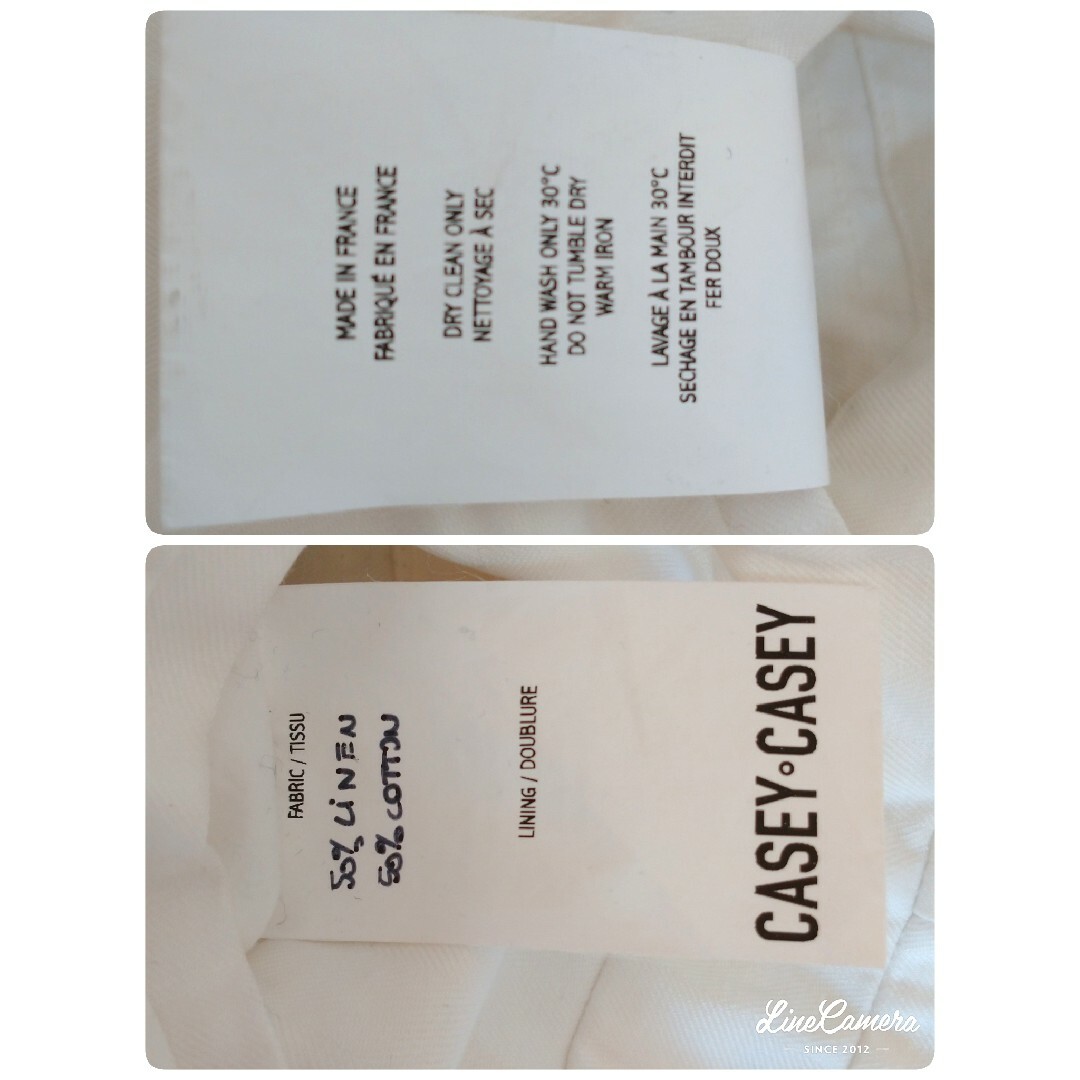 MADE IN FRANCE
FABRIQUÉ EN FRANCE
DRY CLEAN ONLY
NETTOYAGE À SEC
HAND WASH ONLY 30°C
DO NOT TUMBLE DRY
WARM IRON
LAVAGE À LA MAIN 30°C
SECHAGE EN TAMBOUR INTERDIT
FER DOUX
FABRIC / TISSU
50% LiNEN
50% COTTON
LINING / DOUBLURE
CASEY∘CASEY
LineCamera
SINCE 2012